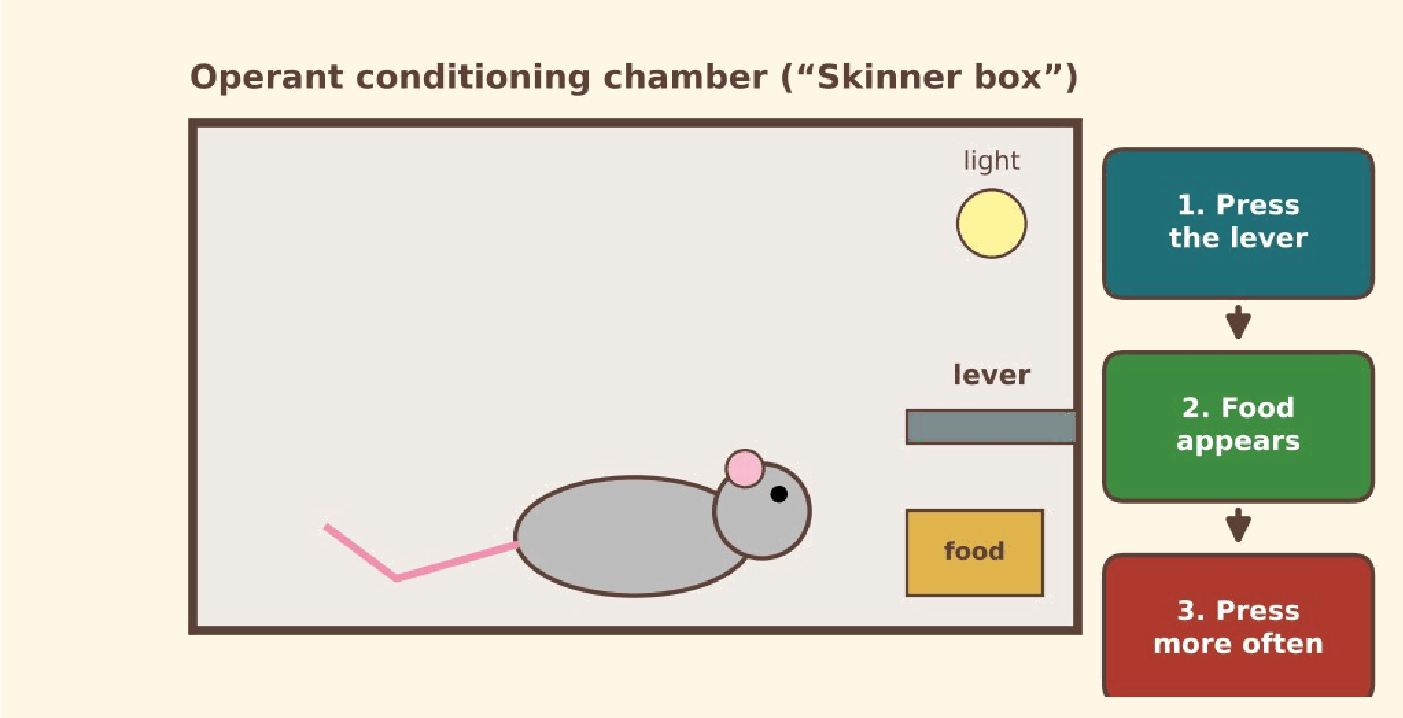 Operant conditioning chamber (“Skinner box”)
light
lever
food
1. Press
the lever
2. Food
appears
3. Press
more often